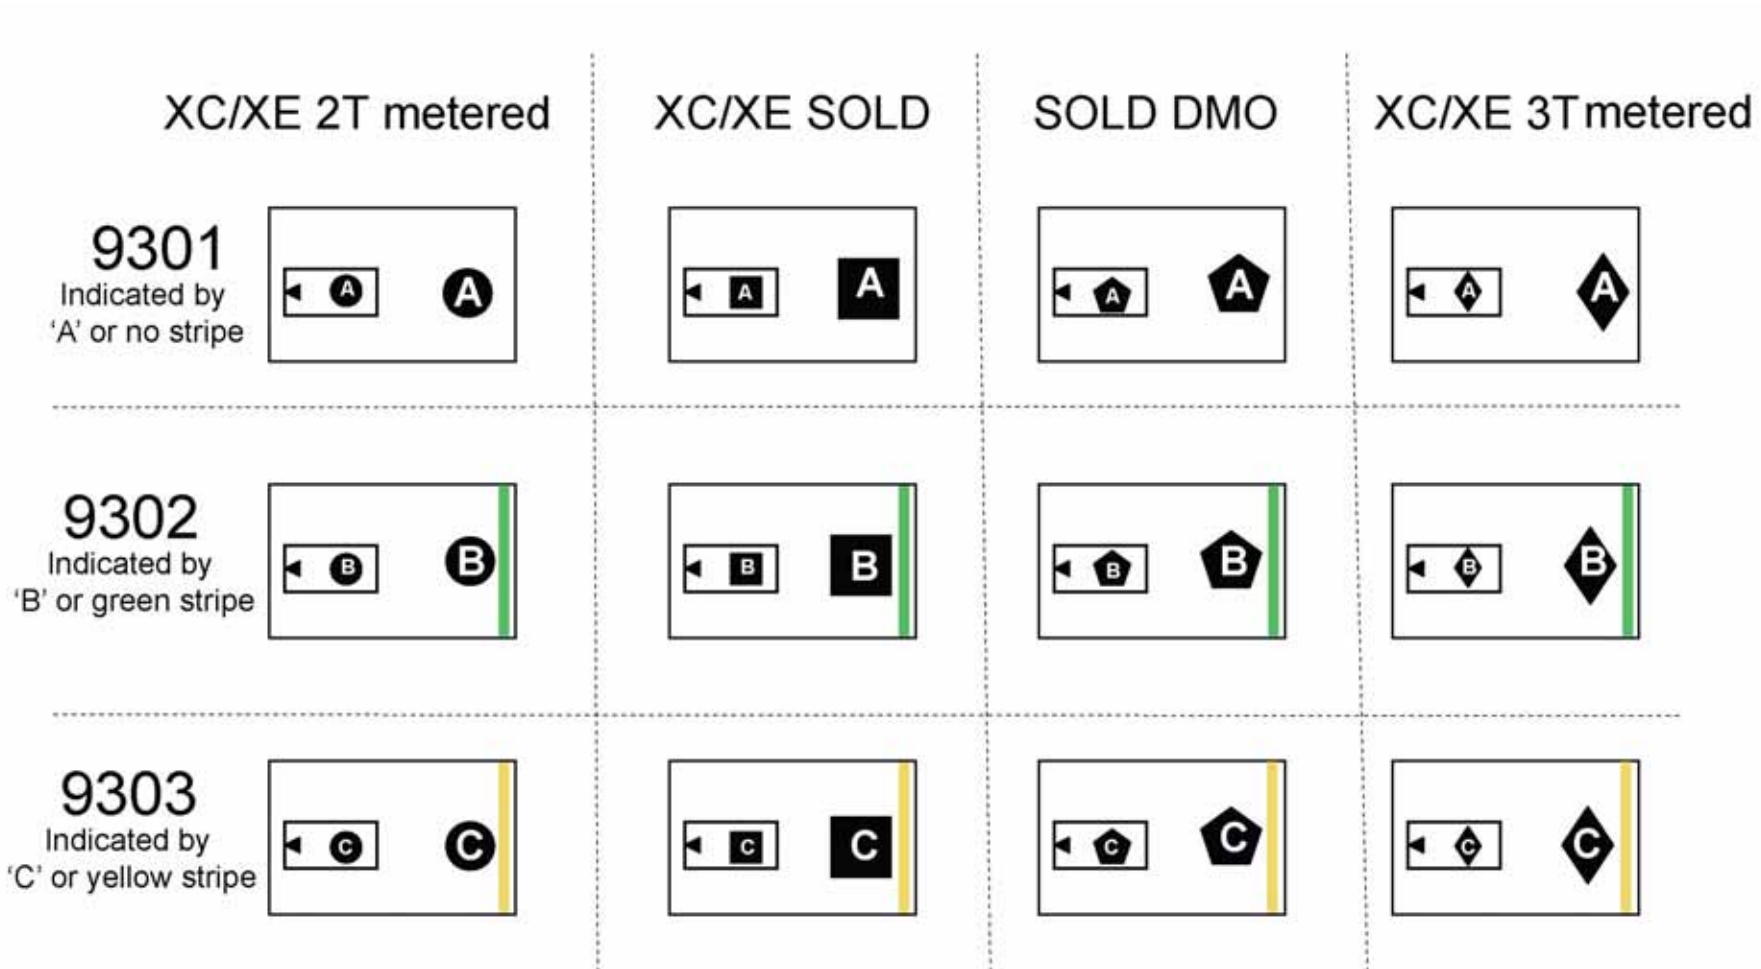 XC/XE 2T metered
XC/XE SOLD
SOLD DMO
XC/XE 3T metered
9301
Indicated by
‘A’ or no stripe
A A
A A
A A
A A
9302
Indicated by
‘B’ or green stripe
B B
B B
B B
B B
9303
Indicated by
‘C’ or yellow stripe
C C
C C
C C
C C